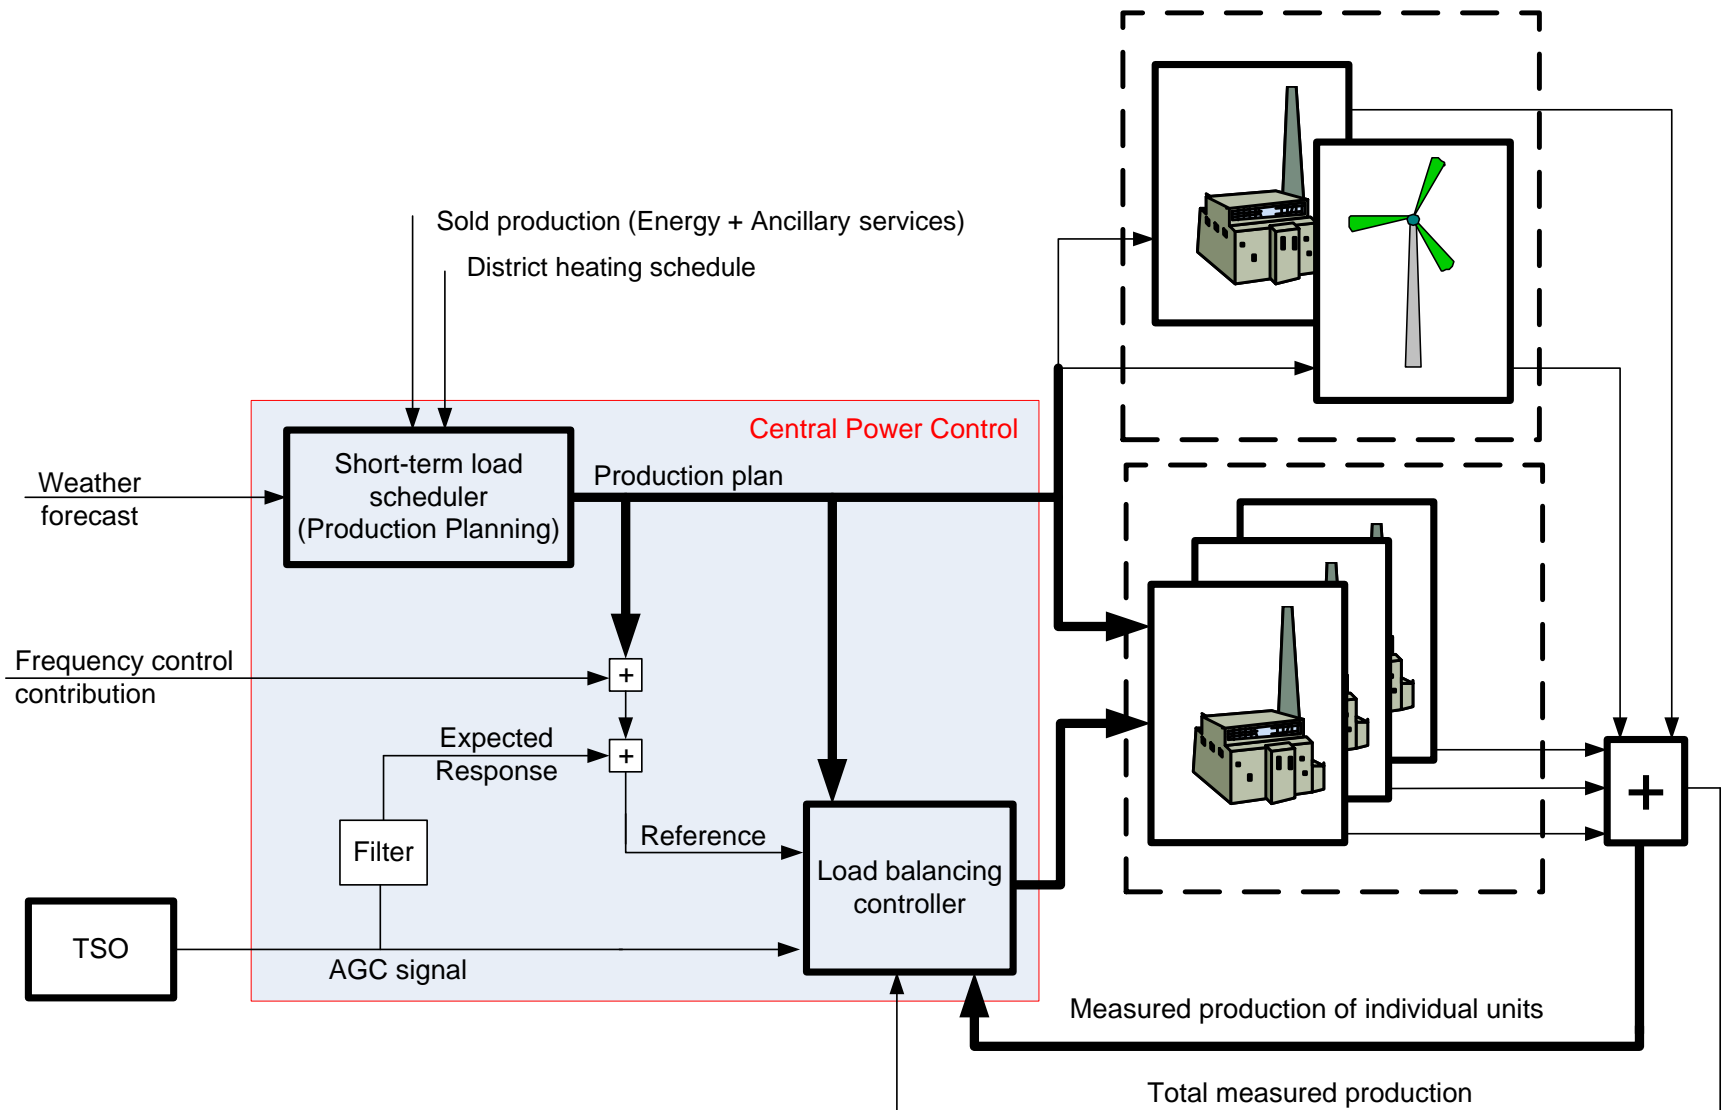 Sold production (Energy + Ancillary services)
District heating schedule
Central Power Control
Short-term load
scheduler
(Production Planning)
Production plan
Weather
forecast
Frequency control
contribution
+
Expected
Response
+
Reference
Filter
Load balancing
controller
TSO
AGC signal
+
Measured production of individual units
Total measured production